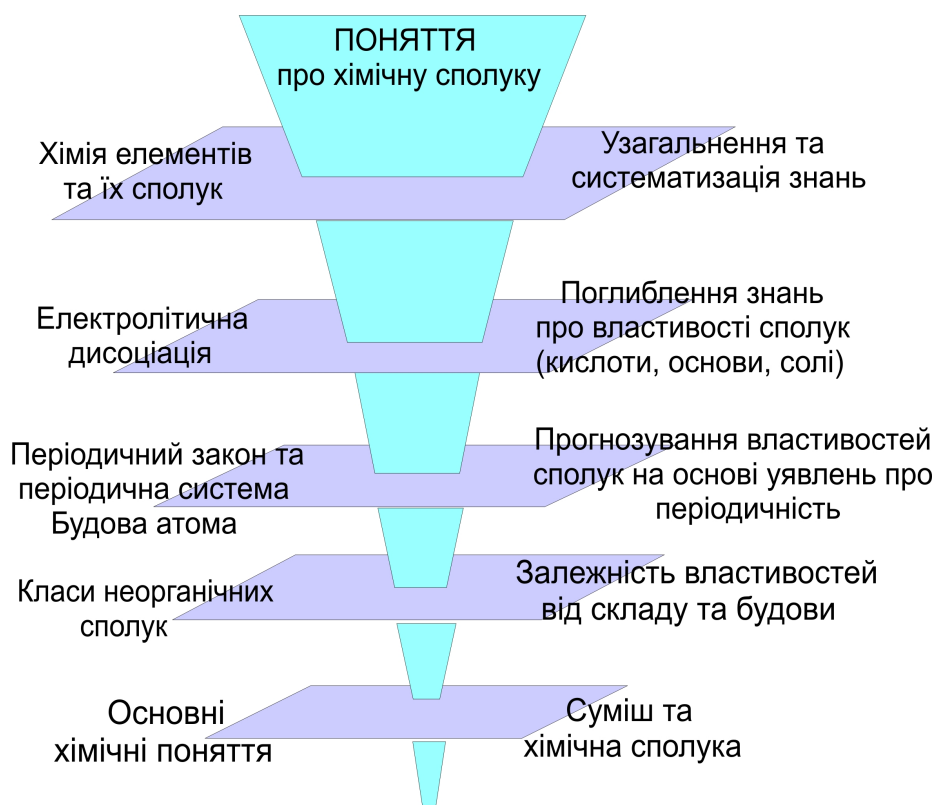 ПОНЯТТЯ
про хімічну сполуку
Хімія елементів
та їх сполук
Узагальнення та
систематизація знань
Електролітична
дисоціація
Поглиблення знань
про властивості сполук
(кислоти, основи, солі)
Періодичний закон та
періодична система
Будова атома
Прогнозування властивостей
сполук на основі уявлень про
періодичність
Класи неорганічних
сполук
Залежність властивостей
від складу та будови
Основні
хімічні поняття
Суміш та
хімічна сполука